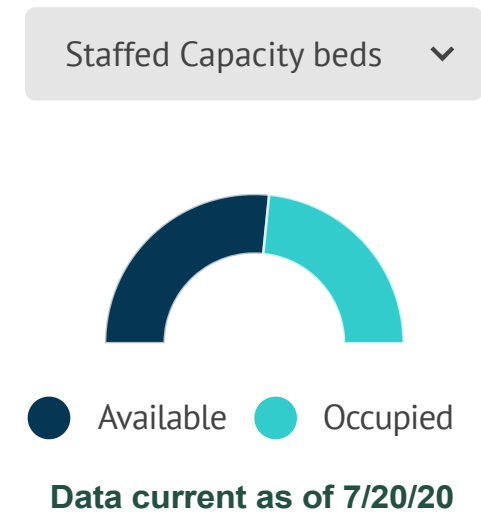 Staffed Capacity beds
Available Occupied
Data current as of 7/20/20